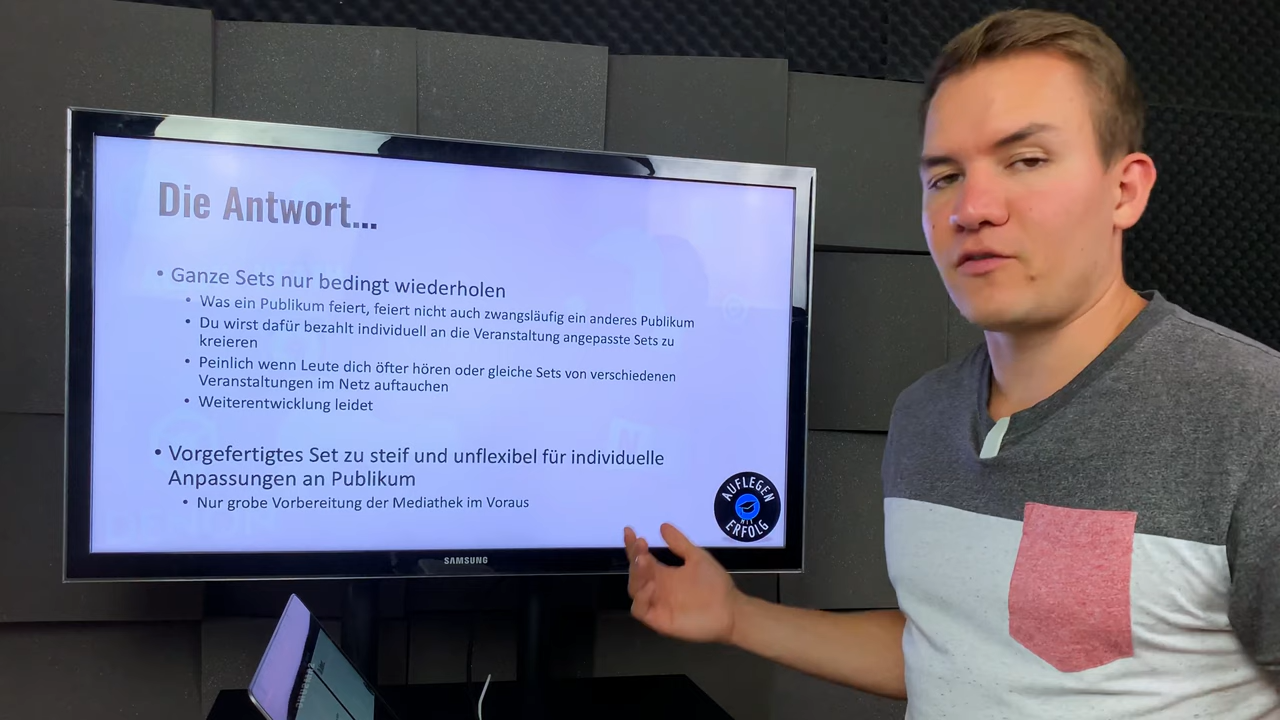 Die Antwort...
• Ganze Sets nur bedingt wiederholen
• Was ein Publikum feiert, feiert nicht auch zwangsläufig ein anderes Publikum
• Du wirst dafür bezahlt individuell an die Veranstaltung angepasste Sets zu
kreieren
• Peinlich wenn Leute dich öfter hören oder gleiche Sets von verschiedenen
Veranstaltungen im Netz auftauchen
• Weiterentwicklung leidet
• Vorgefertigtes Set zu steif und unflexibel für individuelle
Anpassungen an Publikum
• Nur grobe Vorbereitung der Mediathek im Voraus
AUFLEGEN
MIT
ERFOLG
SAMSUNG